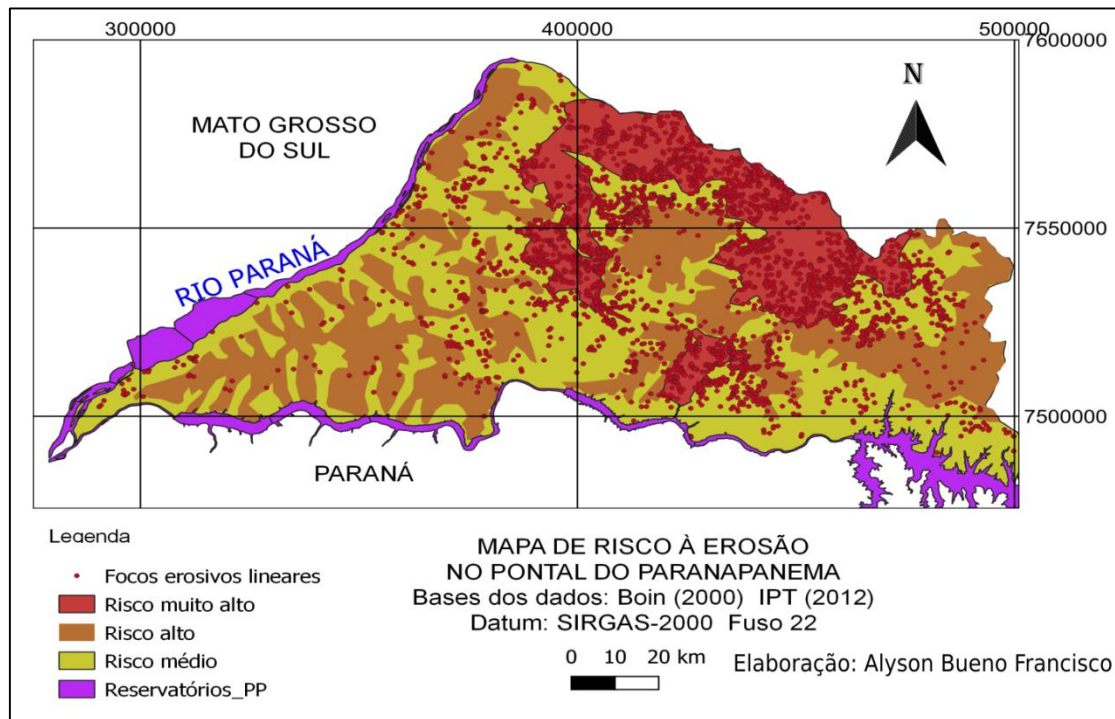 300000 400000 500000
7600000
N
MATO GROSSO
DO SUL
7550000
RIO PARANÁ
7500000
PARANÁ
Legenda
Focos erosivos lineares
Risco muito alto
Risco alto
Risco médio
Reservatórios_PP
MAPA DE RISCO À EROSÃO
NO PONTAL DO PARANAPANEMA
Bases dos dados: Boin (2000) IPT (2012)
Datum: SIRGAS-2000 Fuso 22
0 10 20 km
Elaboração: Alyson Bueno Francisco